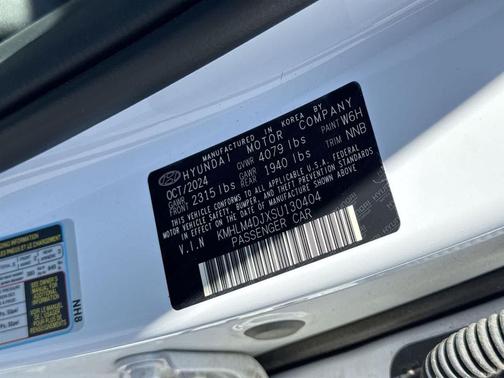 MANUFACTURED IN KOREA BY
HYUNDAI MOTOR COMPANY
OCT/2024 GVWR 4079 lbs PAINT W6H
GAWR FRONT 2315 lbs GAWR REAR 1940 lbs TRIM NNB
THIS VEHICLE CONFORMS TO ALL APPLICABLE U.S.A. FEDERAL
MOTOR VEHICLE SAFETY, BUMPER, AND THEFT PREVENTION STANDARDS
IN EFFECT ON THE DATE OF MANUFACTURE SHOWN ABOVE.
V.I.N KMHLM4DJXSU130404
PASSENGER CAR
NH8